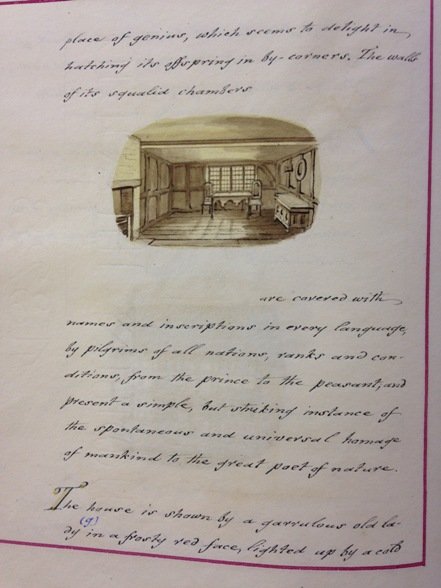 place of genius, which seems to delight in
hatching its offspring in by-corners. The walls
of its squalid chambers
are covered with
names and inscriptions in every language,
by pilgrims of all nations, ranks and con-
ditions, from the prince to the peasant; and
present a simple, but striking instance of
the spontaneous and universal homage
of mankind to the great poet of nature.
The house is shown by a garrulous old la-
(g)
dy in a frosty red face, lighted up by a cold